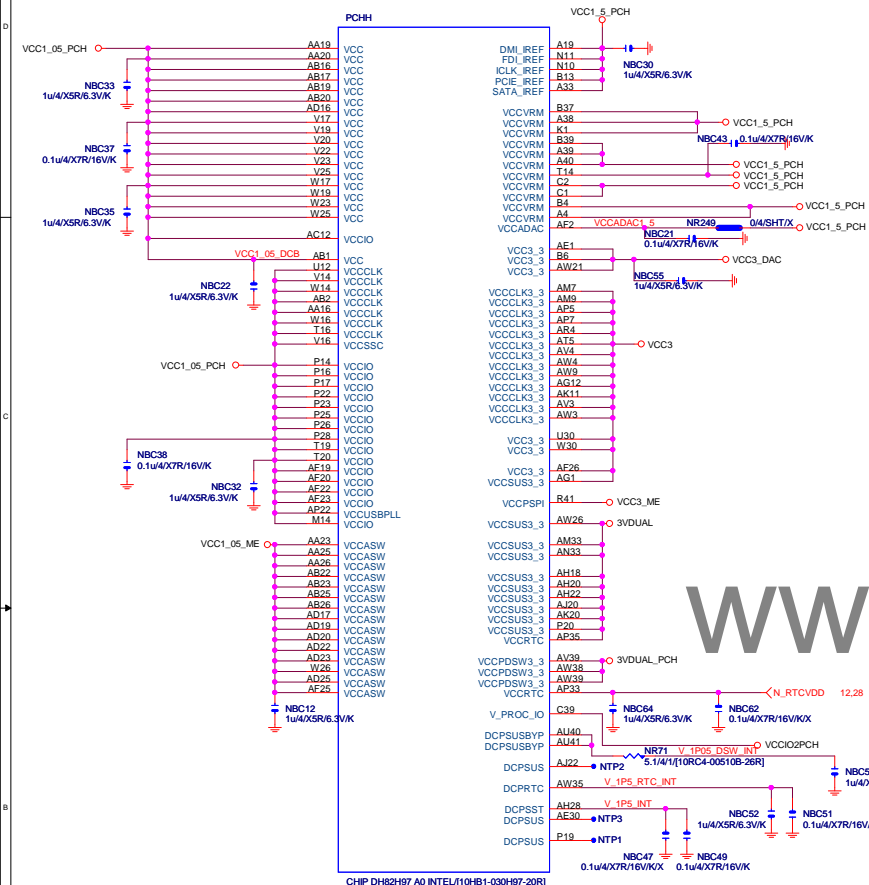 D
C
B
PCHH
VCC1_05_PCH
NBC33
1u/4/X5R/6.3V/K
NBC37
0.1u/4/X7R/16V/K
NBC35
1u/4/X5R/6.3V/K
VCC1_05_DCB
NBC22
1u/4/X5R/6.3V/K
VCC1_05_PCH
NBC38
0.1u/4/X7R/16V/K
NBC32
1u/4/X5R/6.3V/K
VCC1_05_ME
NBC12
1u/4/X5R/6.3V/K
AA19 VCC
AA20 VCC
AB16 VCC
AB17 VCC
AB19 VCC
AB20 VCC
AD16 VCC
V17 VCC
V19 VCC
V20 VCC
V22 VCC
V23 VCC
V25 VCC
W17 VCC
W19 VCC
W23 VCC
W25 VCC
AC12 VCCIO
AB1 VCC
U12 VCCCLK
V14 VCCCLK
W14 VCCCLK
AB2 VCCCLK
AA16 VCCCLK
W16 VCCCLK
T16 VCCCLK
V16 VCCSSC
P14 VCCIO
P16 VCCIO
P17 VCCIO
P22 VCCIO
P23 VCCIO
P25 VCCIO
P26 VCCIO
P28 VCCIO
T19 VCCIO
T20 VCCIO
AF19 VCCIO
AF20 VCCIO
AF22 VCCIO
AF23 VCCIO
AP22 VCCUSBPLL
M14 VCCIO
AA23 VCCASW
AA25 VCCASW
AA26 VCCASW
AB22 VCCASW
AB23 VCCASW
AB25 VCCASW
AB26 VCCASW
AD17 VCCASW
AD19 VCCASW
AD20 VCCASW
AD22 VCCASW
AD23 VCCASW
W26 VCCASW
AD25 VCCASW
AF25 VCCASW
VCC1_5_PCH
DMI_IREF A19
FDI_IREF N11
ICLK_IREF N10
PCIE_IREF B13
SATA_IREF A33
NBC30
1u/4/X5R/6.3V/K
VCCVRM B37
VCCVRM A38 VCC1_5_PCH
VCCVRM K1
NBC43 0.1u/4/X7R/16V/K
VCCVRM B39
VCCVRM A39
VCCVRM A40 VCC1_5_PCH
VCCVRM T14 VCC1_5_PCH
VCCVRM C2 VCC1_5_PCH
VCCVRM C1
VCCVRM B4 VCC1_5_PCH
VCCVRM A4
VCCADAC AF2 VCCADAC1_5 NR249 0/4/SHT/X VCC1_5_PCH
NBC21
0.1u/4/X7R/16V/K
VCC3_3 AE1
VCC3_3 B6 VCC3_DAC
VCC3_3 AW21
NBC55
1u/4/X5R/6.3V/K
VCCCLK3_3 AM7
VCCCLK3_3 AM9
VCCCLK3_3 AP5
VCCCLK3_3 AP7
VCCCLK3_3 AR4
VCCCLK3_3 AT5 VCC3
VCCCLK3_3 AV4
VCCCLK3_3 AW4
VCCCLK3_3 AW9
VCCCLK3_3 AG12
VCCCLK3_3 AK11
VCCCLK3_3 AV3
VCCCLK3_3 AW3
VCC3_3 U30
VCC3_3 W30
VCC3_3 AF26
VCCSUS3_3 AG1
VCCPSPI R41 VCC3_ME
VCCSUS3_3 AW26 3VDUAL
VCCSUS3_3 AM33
VCCSUS3_3 AN33
VCCSUS3_3 AH18
VCCSUS3_3 AH20
VCCSUS3_3 AH22
VCCSUS3_3 AJ20
VCCSUS3_3 AK20
VCCSUS3_3 P20
VCCRTC AP35
VCCPDSW3_3 AV39 3VDUAL_PCH
VCCPDSW3_3 AW38
VCCPDSW3_3 AW39
VCCRTC AP33 N_RTCVDD 12,28
NBC64
1u/4/X5R/6.3V/K
NBC62
0.1u/4/X7R/16V/K/X
V_PROC_IO C39
VCCIO2PCH
DCPSUSBYP AU40
DCPSUSBYP AU41
NR71 V_1P05_DSW_INT
5.1/4/1/[10RC4-00510B-26R]
DCPSUS AJ22 NTP2
NBC5
1u/4/X
DCPRTC AW35 V_1P5_RTC_INT
NBC52
1u/4/X5R/6.3V/K
NBC51
0.1u/4/X7R/16V/
DCPSST AH28 V_1P5_INT
DCPSUS AE30 NTP3
DCPSUS P19 NTP1
NBC47
0.1u/4/X7R/16V/K/X
NBC49
0.1u/4/X7R/16V/K
WW
CHIP DH82H97 A0 INTEL/[10HB1-030H97-20R]